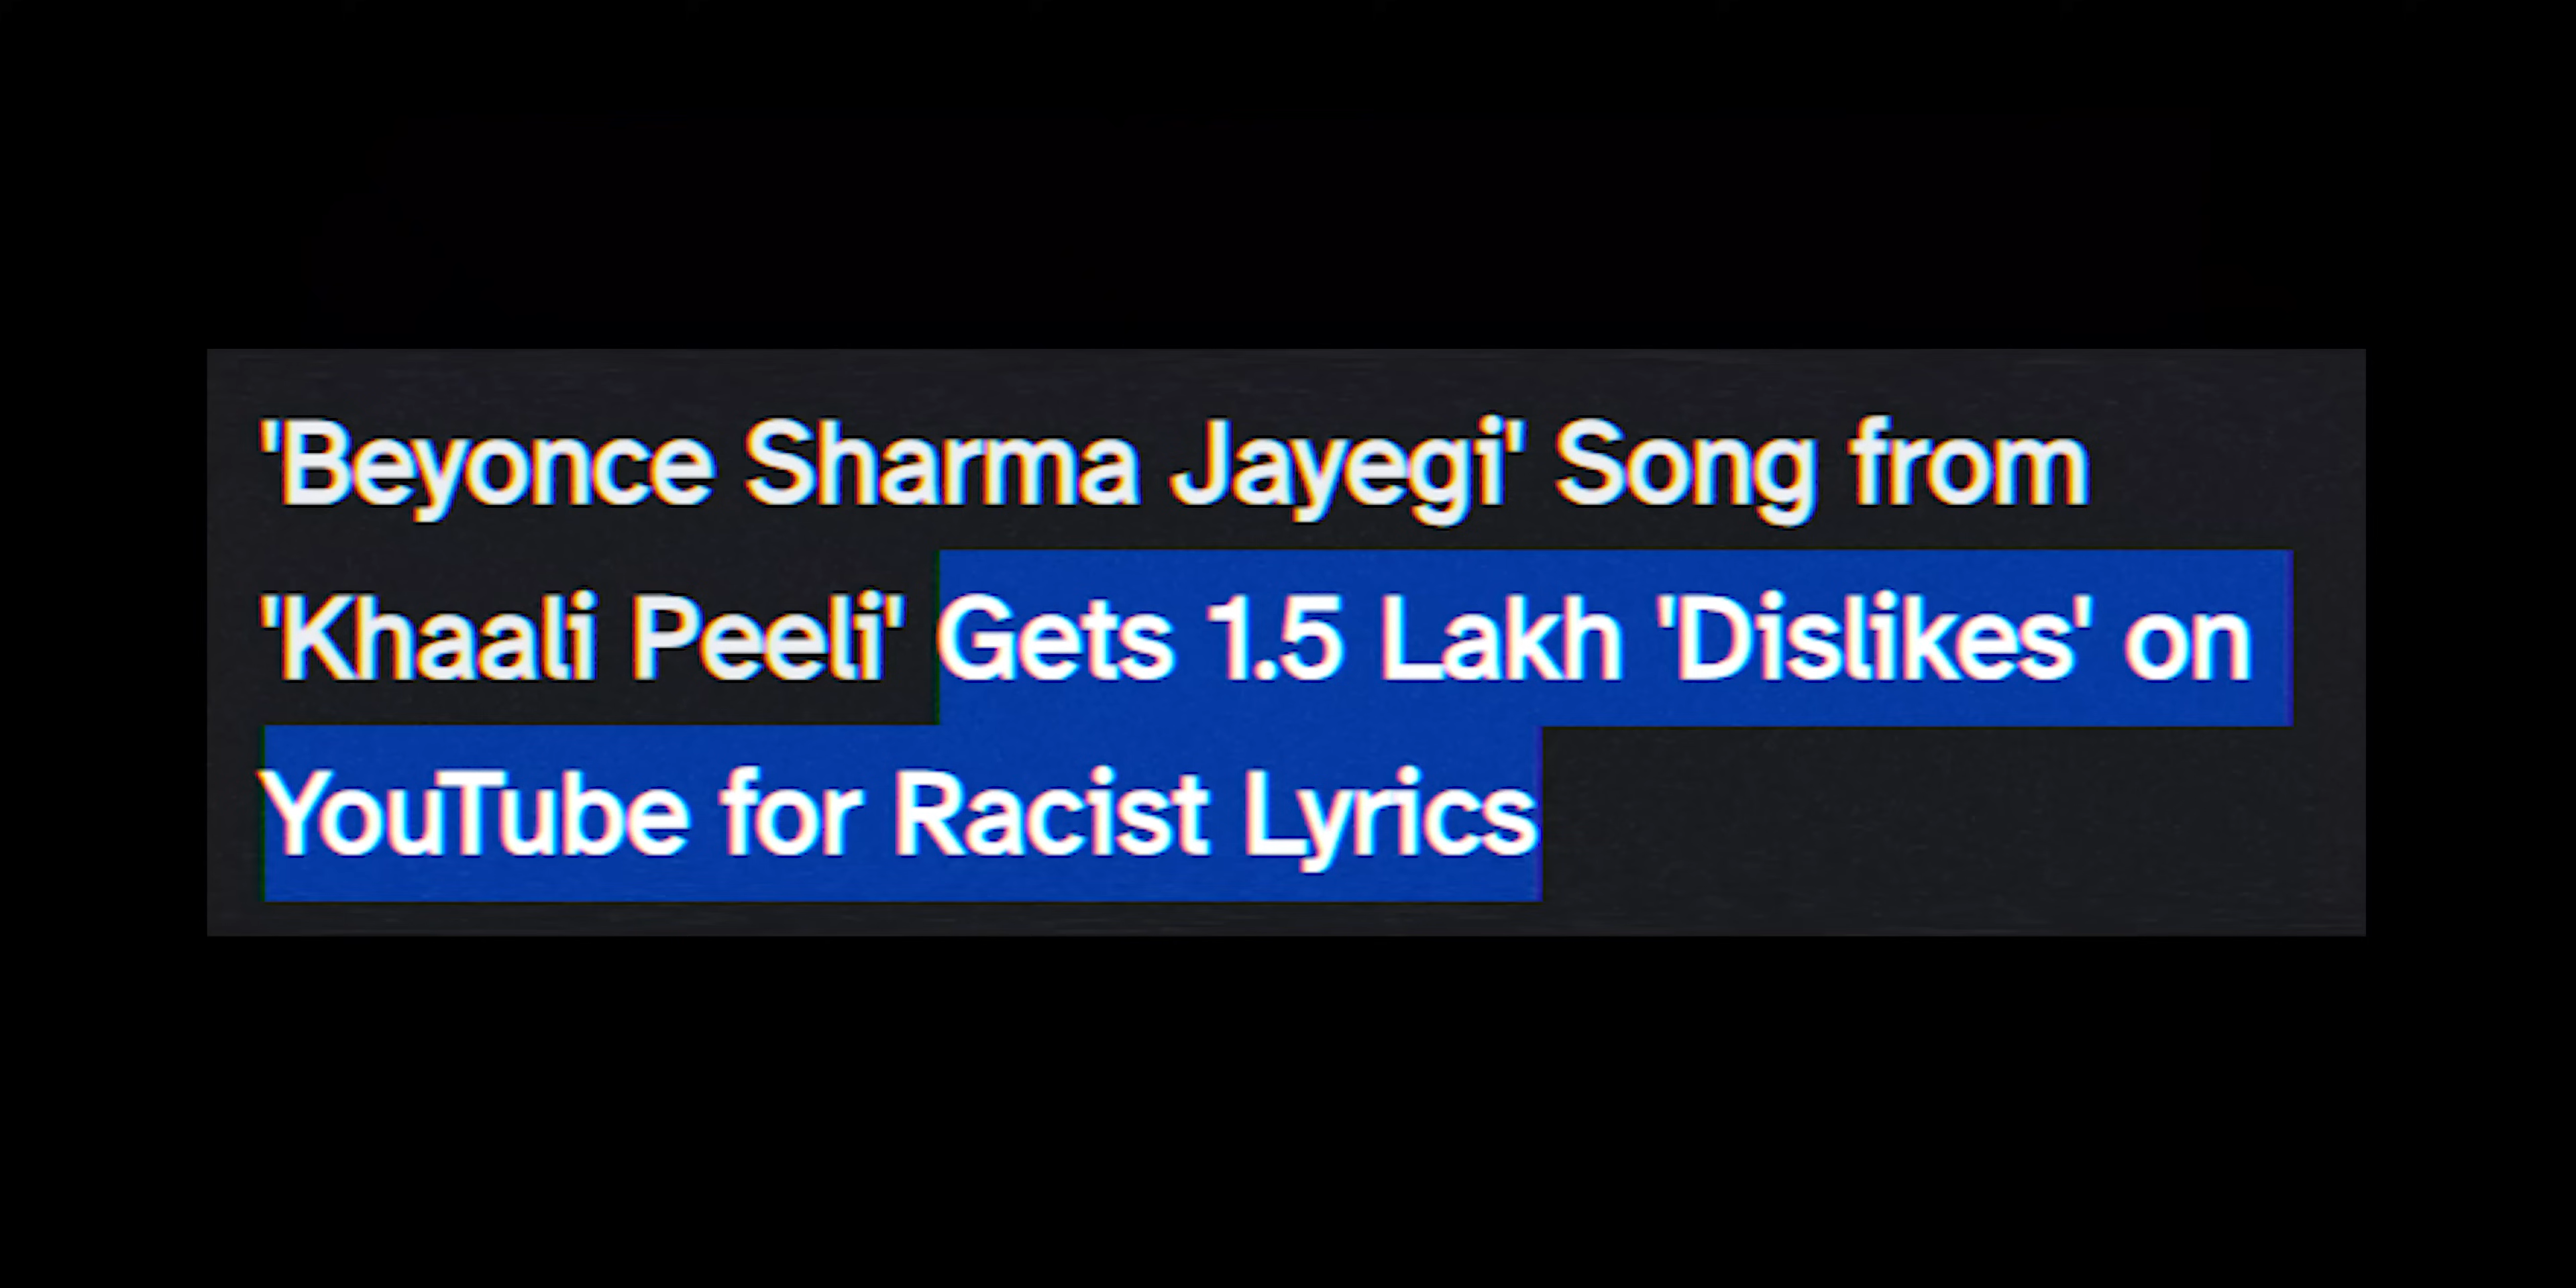 'Beyonce Sharma Jayegi' Song from
'Khaali Peeli' Gets 1.5 Lakh 'Dislikes' on
YouTube for Racist Lyrics